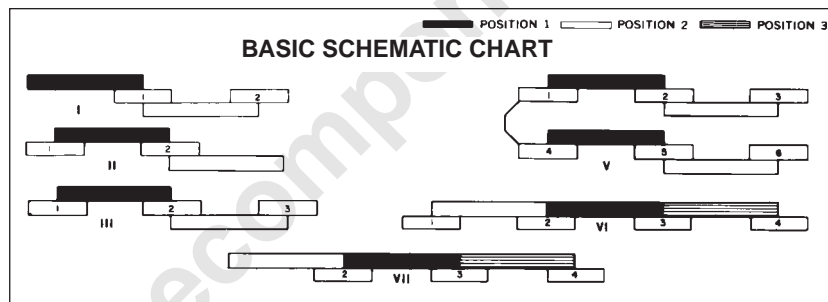 POSITION 1 POSITION 2 POSITION 3
BASIC SCHEMATIC CHART
1 2
I
1 2
II
1 2 3
III
1 2 3
4 5 6
V
1 2 3 4
VI
2 3 4
VII
ecompon